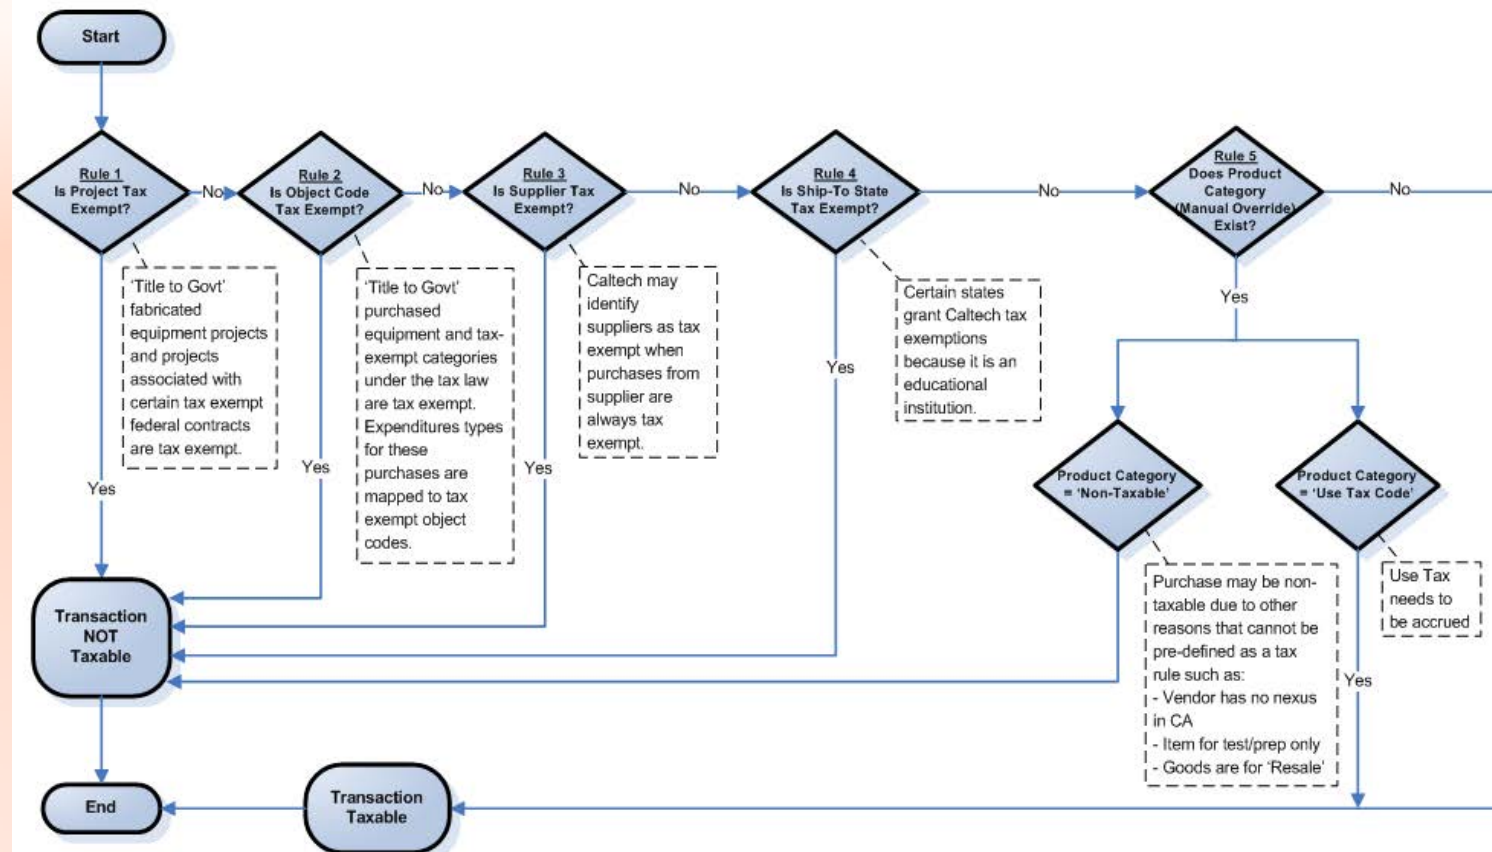 Start
Rule 1
Is Project Tax
Exempt?
No
Rule 2
Is Object Code
Tax Exempt?
No
Rule 3
Is Supplier Tax
Exempt?
No
Rule 4
Is Ship-To State
Tax Exempt?
No
Rule 5
Does Product
Category
(Manual Override)
Exist?
No
'Title to Govt'
fabricated
equipment projects
and projects
associated with
certain tax exempt
federal contracts
are tax exempt.
'Title to Govt'
purchased
equipment and tax-
exempt categories
under the tax law
are tax exempt.
Expenditures types
for these
purchases are
mapped to tax
exempt object
codes.
Caltech may
identify
suppliers as tax
exempt when
purchases from
supplier are
always tax
exempt.
Certain states
grant Caltech tax
exemptions
because it is an
educational
institution.
Yes
Yes
Yes
Yes
Yes
Product Category
= 'Non-Taxable'
Product Category
= 'Use Tax Code'
Purchase may be non-
taxable due to other
reasons that cannot be
pre-defined as a tax
rule such as:
- Vendor has no nexus
in CA
- Item for test/prep only
- Goods are for 'Resale'
Use Tax
needs to
be accrued
Yes
Transaction
NOT
Taxable
End
Transaction
Taxable